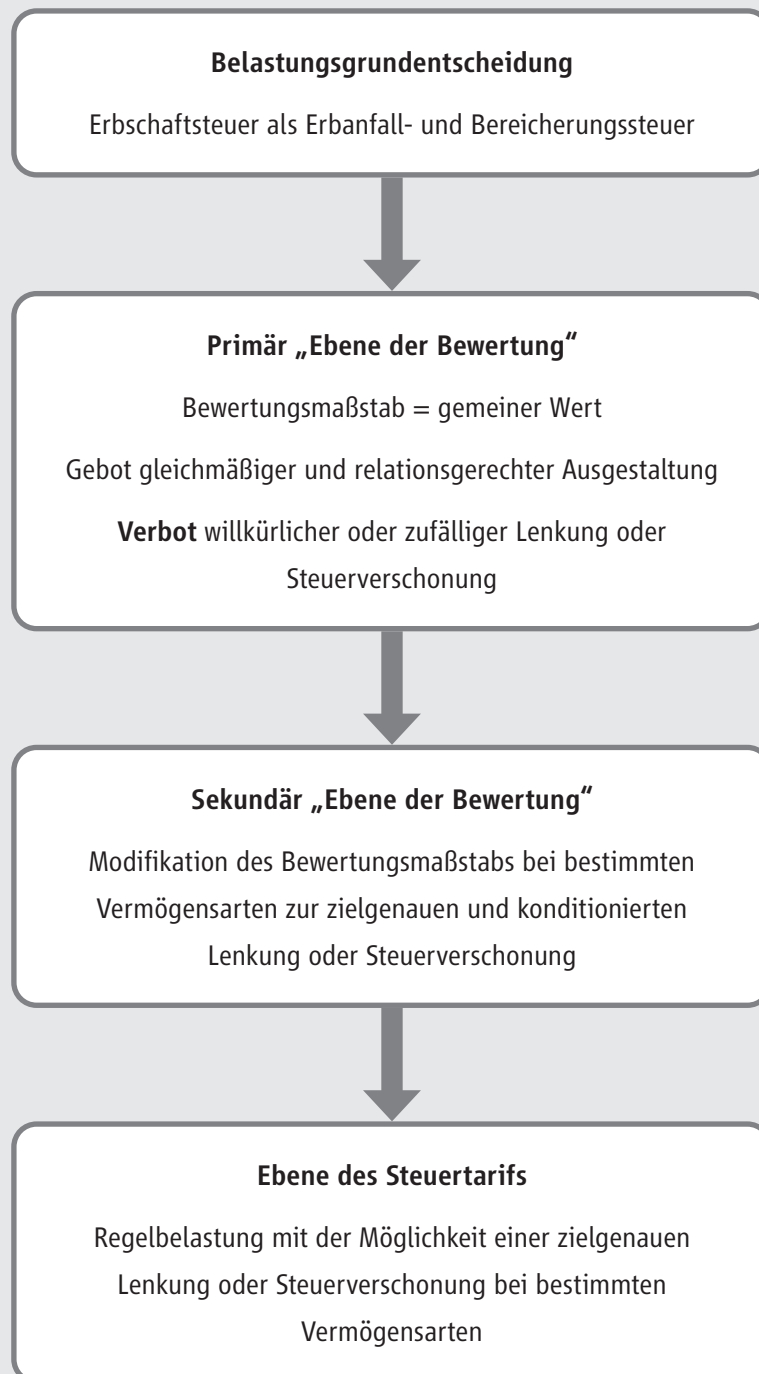 Belastungsgrundentscheidung
Erbschaftsteuer als Erbanfall- und Bereicherungssteuer
Primär „Ebene der Bewertung“
Bewertungsmaßstab = gemeiner Wert
Gebot gleichmäßiger und relationsgerechter Ausgestaltung
Verbot willkürlicher oder zufälliger Lenkung oder
Steuerverschonung
Sekundär „Ebene der Bewertung“
Modifikation des Bewertungsmaßstabs bei bestimmten
Vermögensarten zur zielgenauen und konditionierten
Lenkung oder Steuerverschonung
Ebene des Steuertarifs
Regelbelastung mit der Möglichkeit einer zielgenauen
Lenkung oder Steuerverschonung bei bestimmten
Vermögensarten